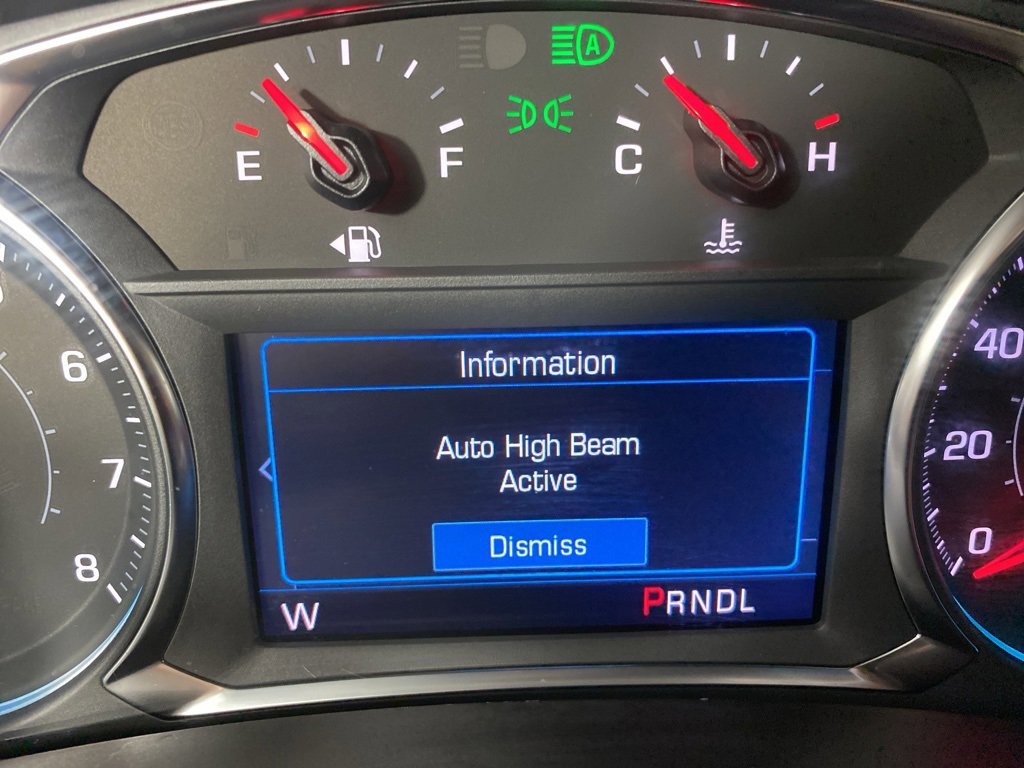 A
E
F
C
H
6
7
8
40
20
0
Information
Auto High Beam
Active
Dismiss
W
PRNDL